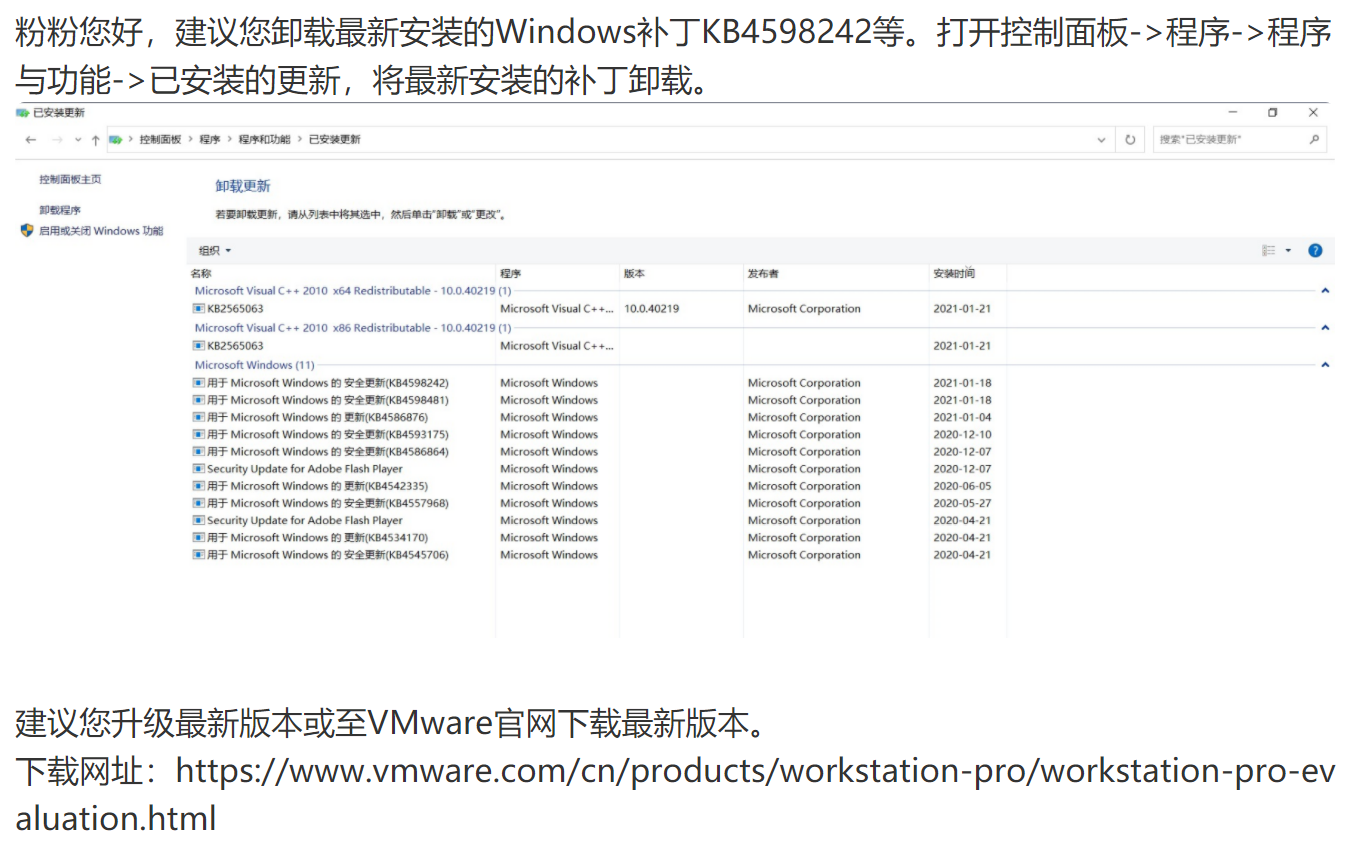 粉粉您好，建议您卸载最新安装的Windows补丁KB4598242等。打开控制面板->程序->程序
与功能->已安装的更新，将最新安装的补丁卸载。
已安装更新
控制面板 > 程序 > 程序和功能 > 已安装更新
搜索"已安装更新"
控制面板主页
卸载程序
启用或关闭 Windows 功能
卸载更新
若要卸载更新，请从列表中将其选中，然后单击"卸载"或"更改"。
组织
名称 程序 版本 发布者 安装时间
Microsoft Visual C++ 2010 x64 Redistributable - 10.0.40219 (1)
KB2565063 Microsoft Visual C++... 10.0.40219 Microsoft Corporation 2021-01-21
Microsoft Visual C++ 2010 x86 Redistributable - 10.0.40219 (1)
KB2565063 Microsoft Visual C++... 2021-01-21
Microsoft Windows (11)
用于 Microsoft Windows 的 安全更新(KB4598242) Microsoft Windows Microsoft Corporation 2021-01-18
用于 Microsoft Windows 的 安全更新(KB4598481) Microsoft Windows Microsoft Corporation 2021-01-18
用于 Microsoft Windows 的 更新(KB4586876) Microsoft Windows Microsoft Corporation 2021-01-04
用于 Microsoft Windows 的 安全更新(KB4593175) Microsoft Windows Microsoft Corporation 2020-12-10
用于 Microsoft Windows 的 安全更新(KB4586864) Microsoft Windows Microsoft Corporation 2020-12-07
Security Update for Adobe Flash Player Microsoft Windows Microsoft Corporation 2020-12-07
用于 Microsoft Windows 的 更新(KB4542335) Microsoft Windows Microsoft Corporation 2020-06-05
用于 Microsoft Windows 的 安全更新(KB4557968) Microsoft Windows Microsoft Corporation 2020-05-27
Security Update for Adobe Flash Player Microsoft Windows Microsoft Corporation 2020-04-21
用于 Microsoft Windows 的 更新(KB4534170) Microsoft Windows Microsoft Corporation 2020-04-21
用于 Microsoft Windows 的 安全更新(KB4545706) Microsoft Windows Microsoft Corporation 2020-04-21
建议您升级最新版本或至VMware官网下载最新版本。
下载网址：https://www.vmware.com/cn/products/workstation-pro/workstation-pro-ev
aluation.html